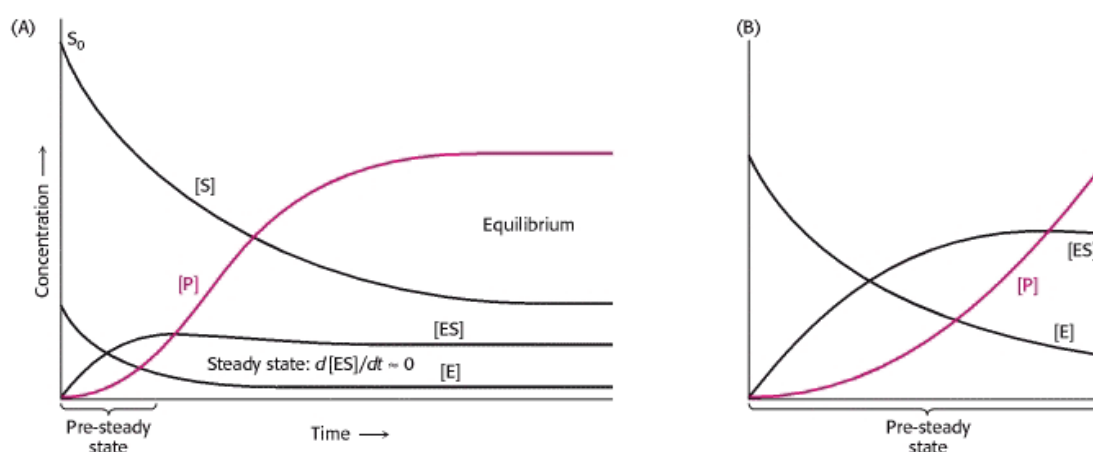 (A)
S₀
[S]
Concentration ⟶
Equilibrium
[P]
[ES]
Steady state: d[ES]/dt ≈ 0
[E]
Pre-steady
state
Time ⟶
(B)
[ES]
[P]
[E]
Pre-steady
state